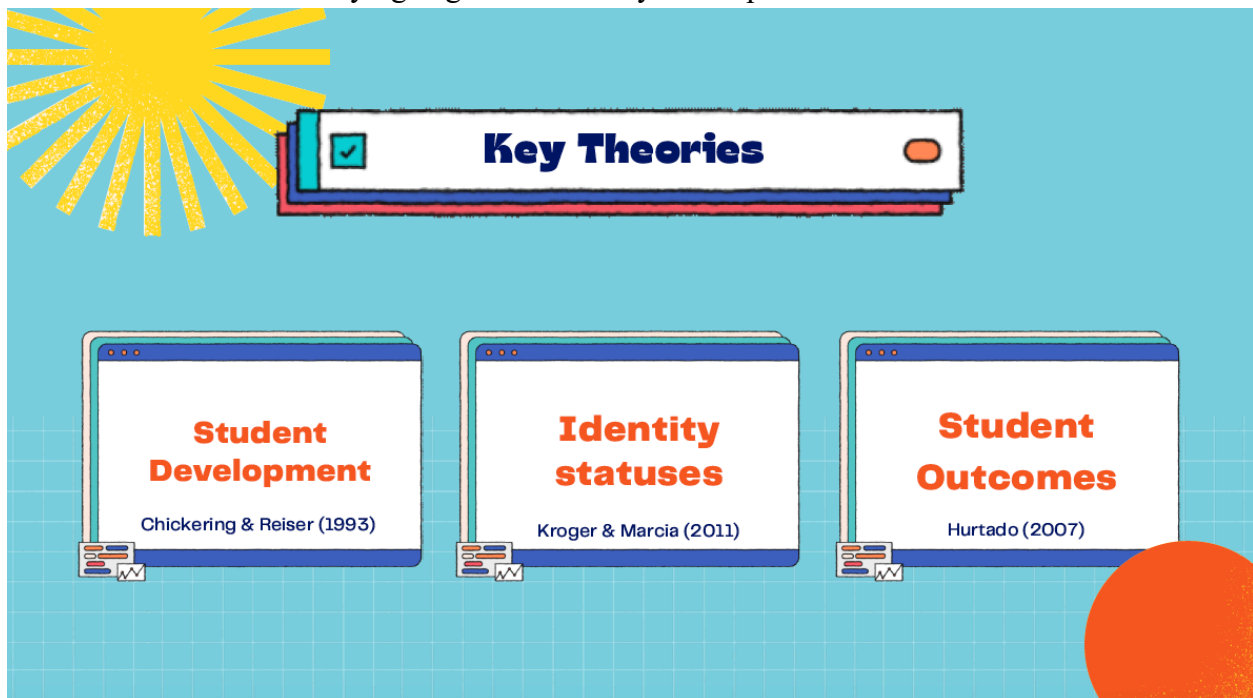 Key Theories
Student
Development
Chickering & Reiser (1993)
Identity
statuses
Kroger & Marcia (2011)
Student
Outcomes
Hurtado (2007)